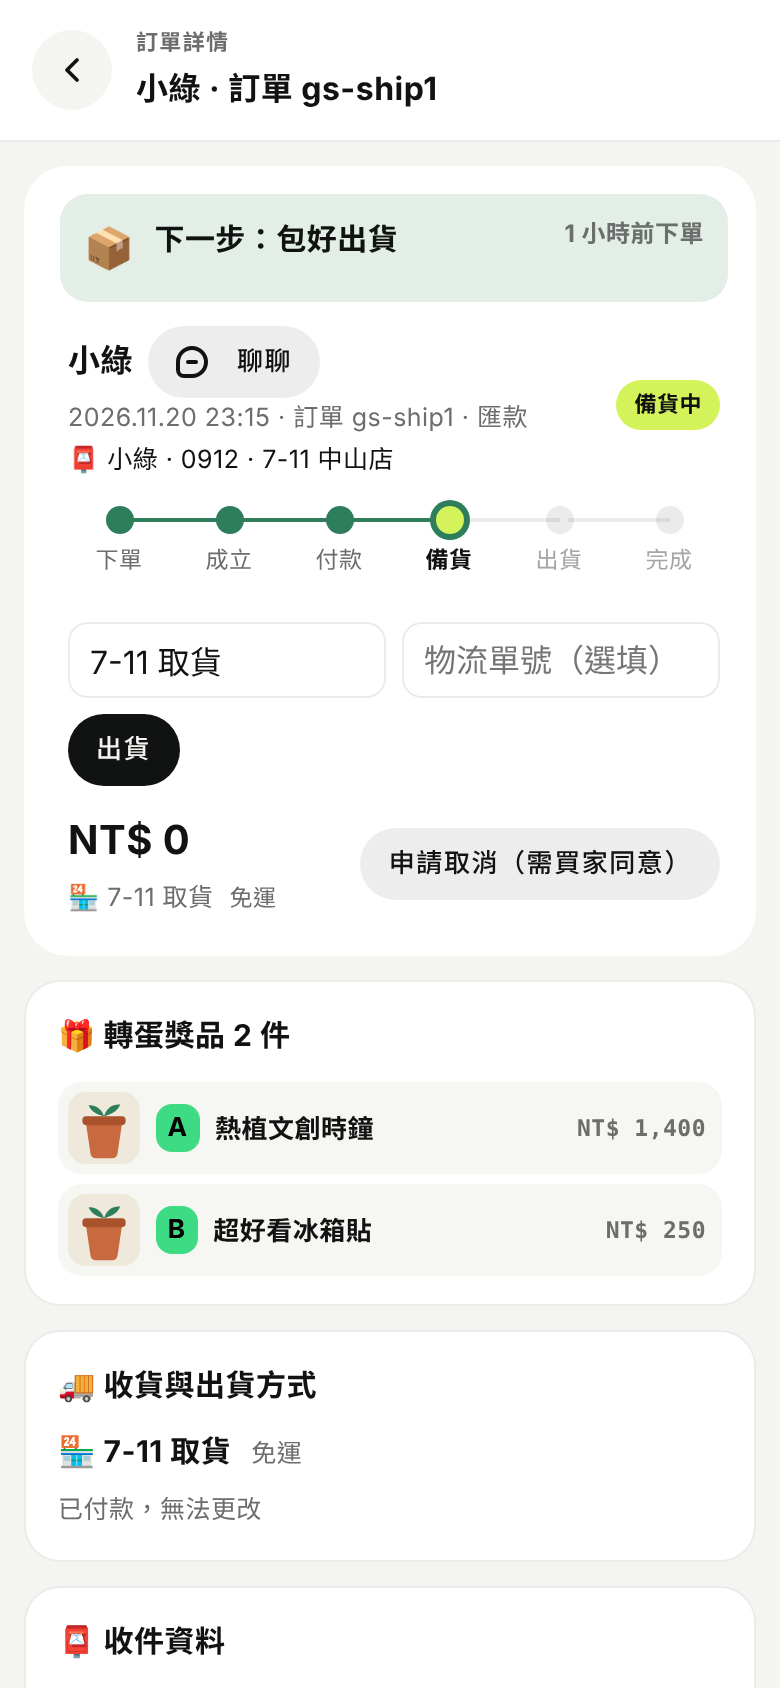 訂單詳情
小綠 · 訂單 gs-ship1
下一步：包好出貨
1 小時前下單
小綠
聊聊
2026.11.20 23:15 · 訂單 gs-ship1 · 匯款
備貨中
小綠 · 0912 · 7-11 中山店
下單
成立
付款
備貨
出貨
完成
7-11 取貨
物流單號（選填）
出貨
NT$ 0
申請取消（需買家同意）
7-11 取貨 免運
轉蛋獎品 2 件
A 熱植文創時鐘 NT$ 1,400
B 超好看冰箱貼 NT$ 250
收貨與出貨方式
7-11 取貨 免運
已付款，無法更改
收件資料